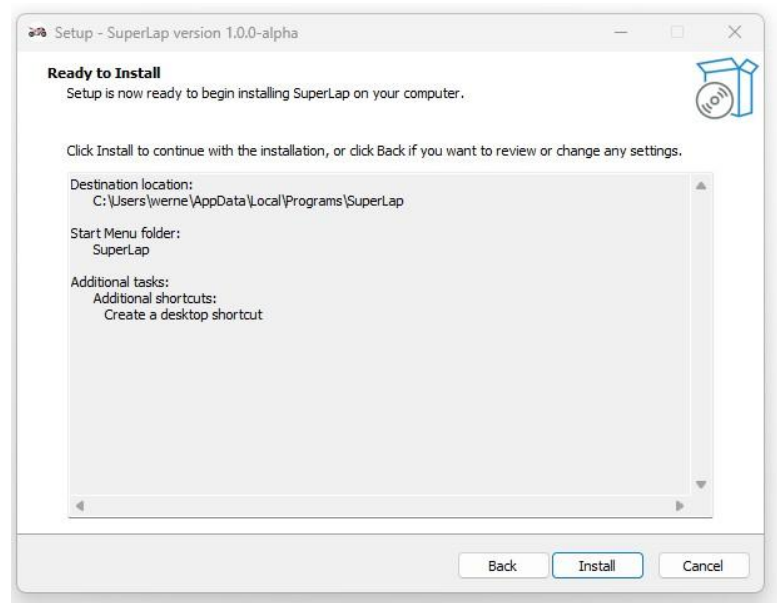 Setup - SuperLap version 1.0.0-alpha
Ready to Install
Setup is now ready to begin installing SuperLap on your computer.
Click Install to continue with the installation, or click Back if you want to review or change any settings.
Destination location:
C:\Users\werne\AppData\Local\Programs\SuperLap
Start Menu folder:
SuperLap
Additional tasks:
Additional shortcuts:
Create a desktop shortcut
Back
Install
Cancel